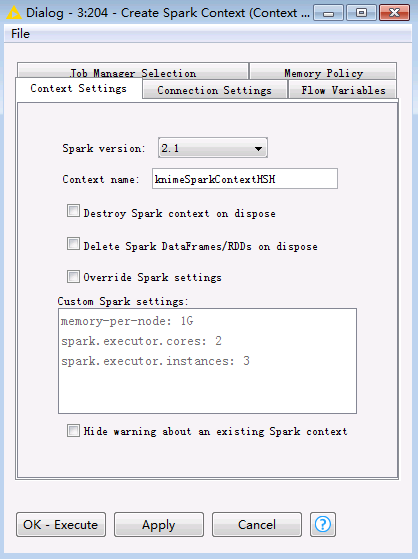 Dialog - 3:204 - Create Spark Context (Context ...
File
Job Manager Selection
Memory Policy
Context Settings
Connection Settings
Flow Variables
Spark version:
2.1
Context name:
knimeSparkContextHSH
Destroy Spark context on dispose
Delete Spark DataFrames/RDDs on dispose
Override Spark settings
Custom Spark settings:
memory-per-node: 1G
spark.executor.cores: 2
spark.executor.instances: 3
Hide warning about an existing Spark context
OK - Execute
Apply
Cancel
?